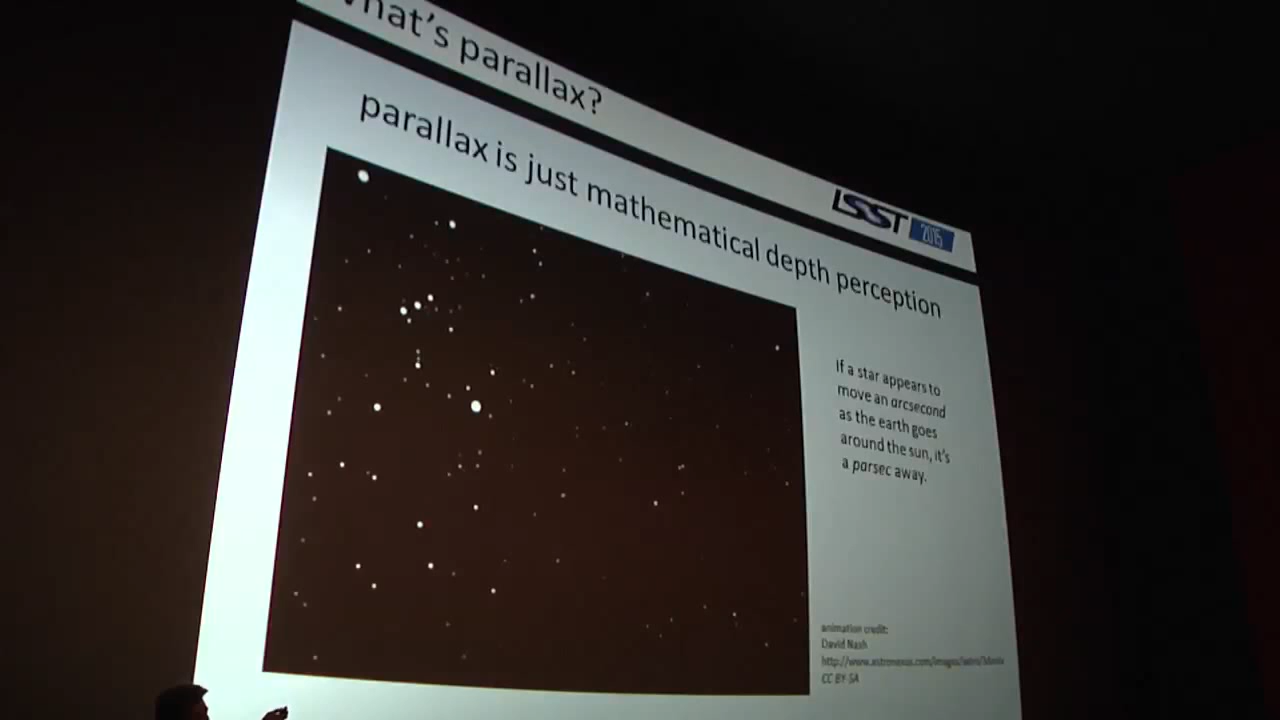 What's parallax?
parallax is just mathematical depth perception
LSST 2015
If a star appears to
move an arcsecond
as the earth goes
around the sun, it's
a parsec away.
animation credit:
David Nash
CC BY-SA